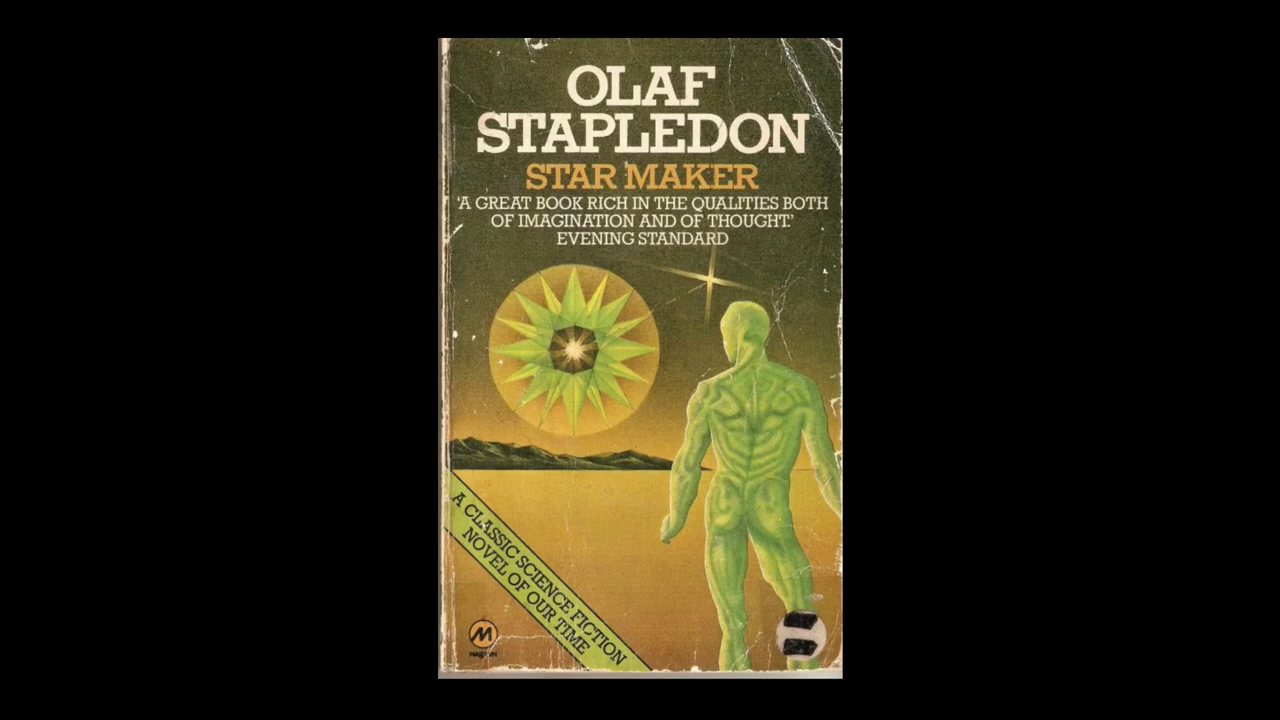 OLAF
STAPLEDON
STAR MAKER
‘A GREAT BOOK RICH IN THE QUALITIES BOTH
OF IMAGINATION AND OF THOUGHT.’
EVENING STANDARD
A CLASSIC SCIENCE FICTION
NOVEL OF OUR TIME
M